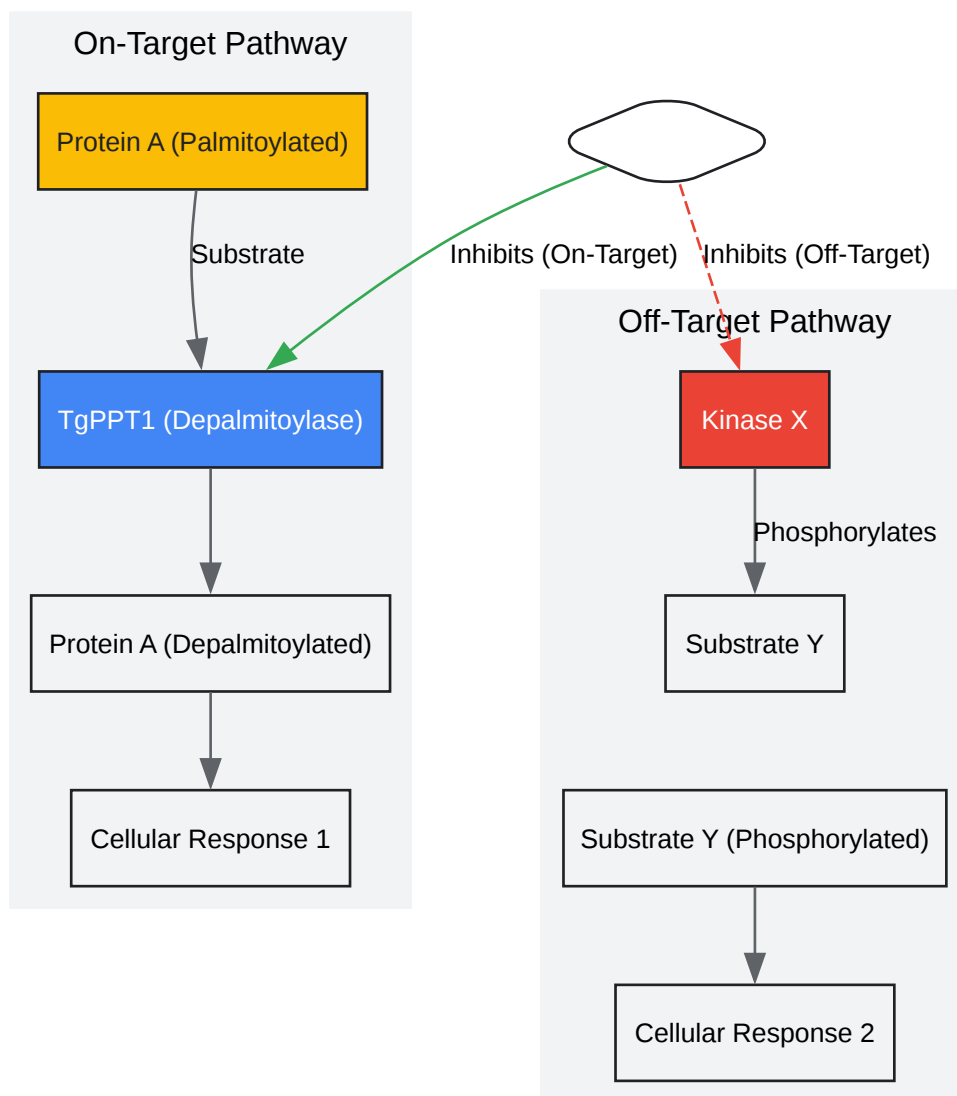 On-Target Pathway
Protein A (Palmitoylated)
Substrate
Inhibits (On-Target)
Inhibits (Off-Target)
Off-Target Pathway
TgPPT1 (Depalmitoylase)
Kinase X
Phosphorylates
Protein A (Depalmitoylated)
Substrate Y
Cellular Response 1
Substrate Y (Phosphorylated)
Cellular Response 2